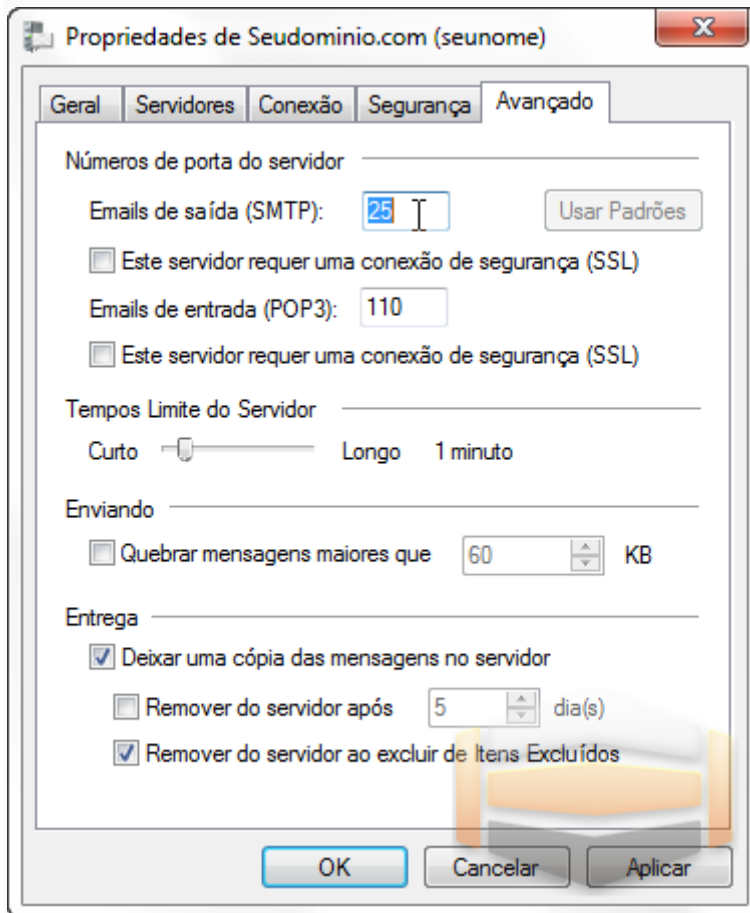 Propriedades de Seudominio.com (seunome)
Geral Servidores Conexão Segurança Avançado
Números de porta do servidor
Emails de saída (SMTP): 25 Usar Padrões
Este servidor requer uma conexão de segurança (SSL)
Emails de entrada (POP3): 110
Este servidor requer uma conexão de segurança (SSL)
Tempos Limite do Servidor
Curto Longo 1 minuto
Enviando
Quebrar mensagens maiores que 60 KB
Entrega
Deixar uma cópia das mensagens no servidor
Remover do servidor após 5 dia(s)
Remover do servidor ao excluir de Itens Excluídos
OK Cancelar Aplicar